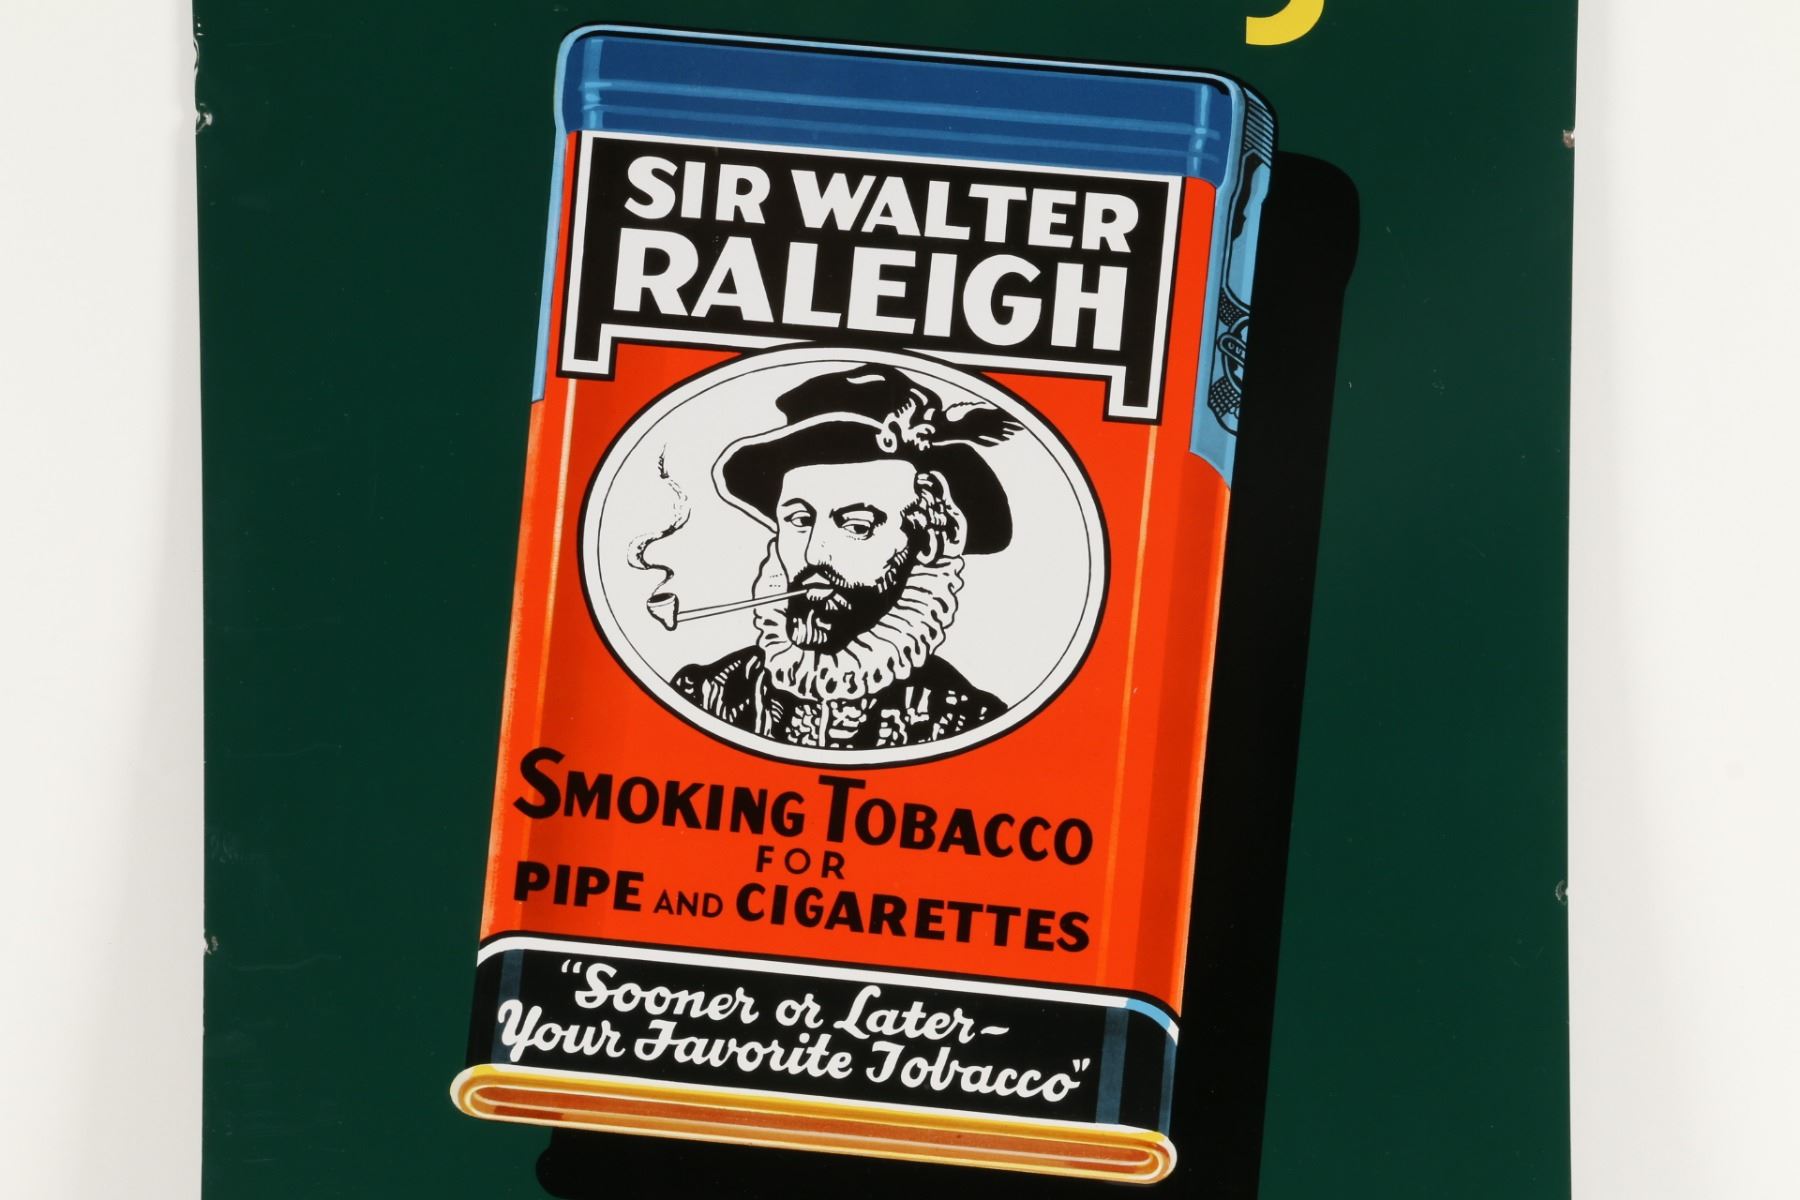 SIR WALTER
RALEIGH
SMOKING TOBACCO
FOR
PIPE AND CIGARETTES
"Sooner or Later-
Your Favorite Tobacco"